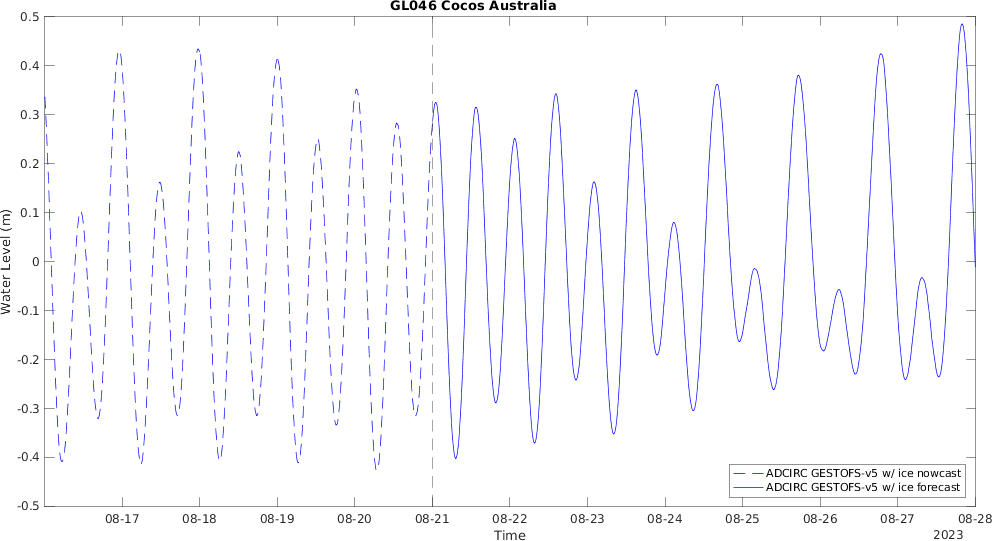 GL046 Cocos Australia
0.5
0.4
0.3
0.2
0.1
0
-0.1
-0.2
-0.3
-0.4
-0.5
Water Level (m)
ADCIRC GESTOFS-v5 w/ ice nowcast
ADCIRC GESTOFS-v5 w/ ice forecast
08-17 08-18 08-19 08-20 08-21 08-22 08-23 08-24 08-25 08-26 08-27 08-28
Time
2023